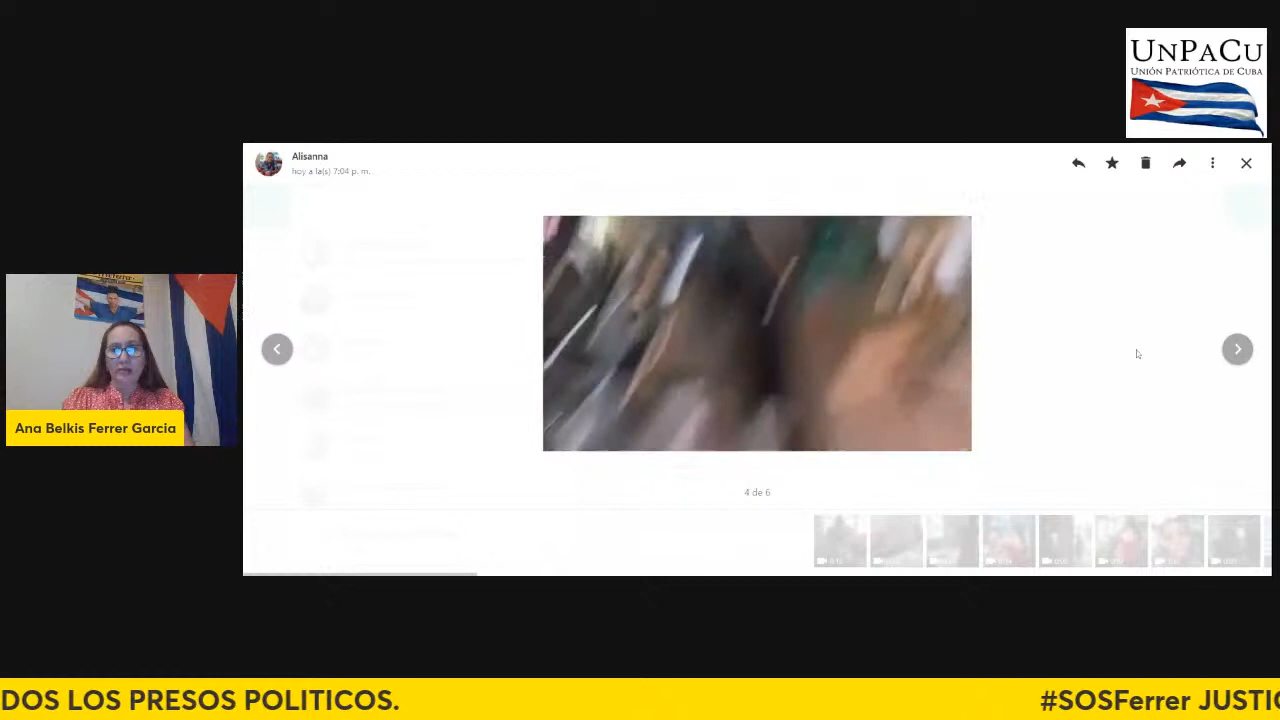 UNPACU
UNIÓN PATRIÓTICA DE CUBA
Alisanna
hoy a la(s) 7:04 p. m.
Ana Belkis Ferrer Garcia
4 de 6
DOS LOS PRESOS POLITICOS.
#SOSFerrer JUSTIC